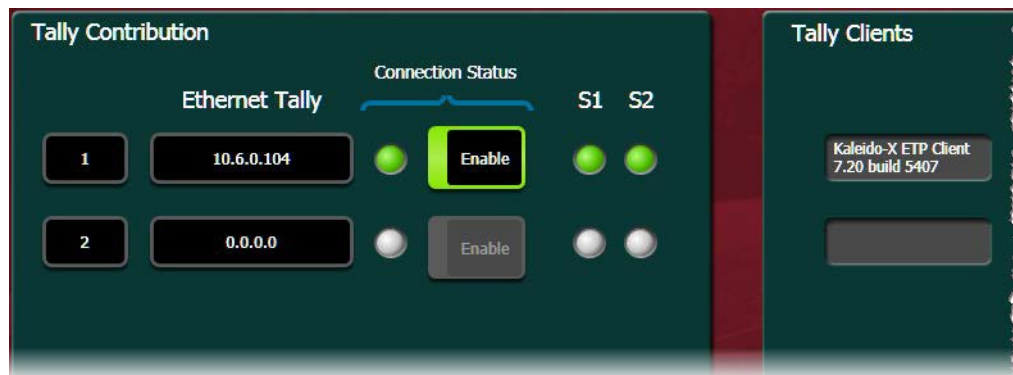 Tally Contribution
Connection Status
Ethernet Tally
S1 S2
1
10.6.0.104
Enable
2
0.0.0.0
Enable
Tally Clients
Kaleido-X ETP Client
7.20 build 5407